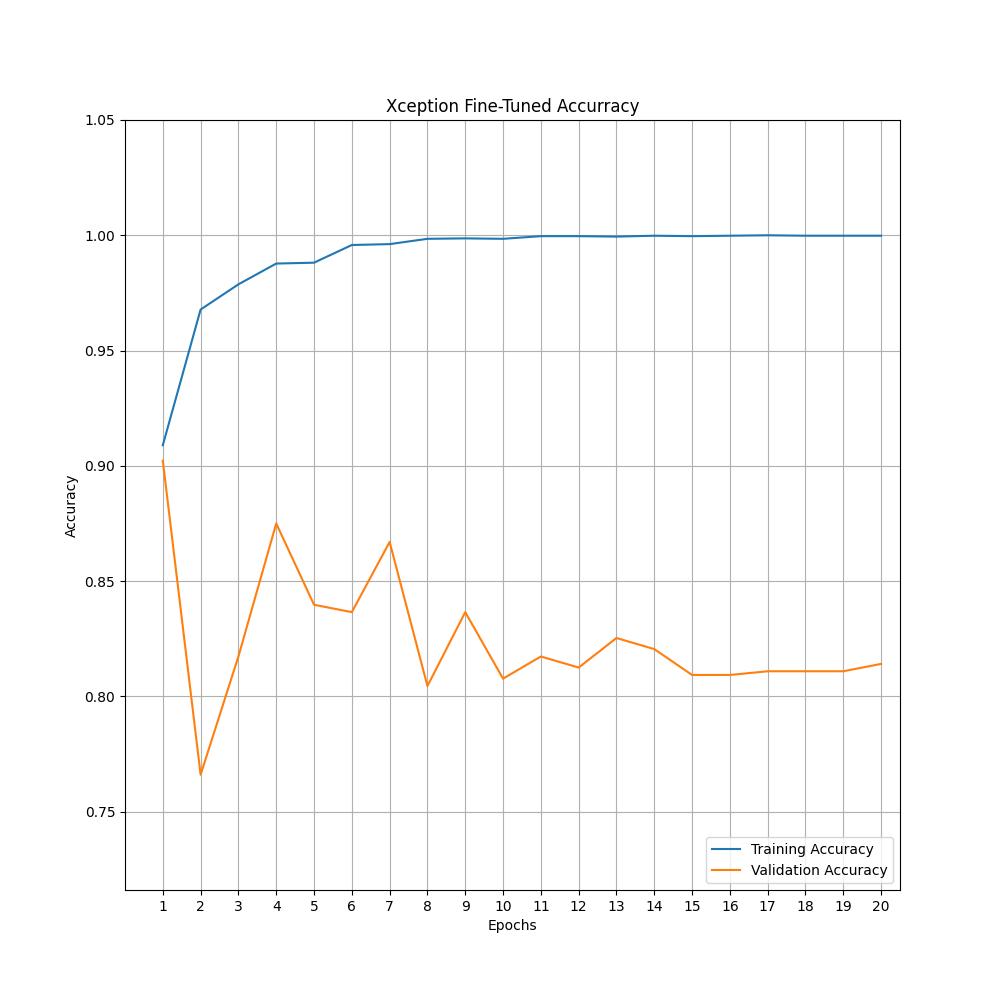 Xception Fine-Tuned Accurracy
1.05
1.00
0.95
0.90
0.85
0.80
0.75
Accuracy
Training Accuracy
Validation Accuracy
1 2 3 4 5 6 7 8 9 10 11 12 13 14 15 16 17 18 19 20
Epochs